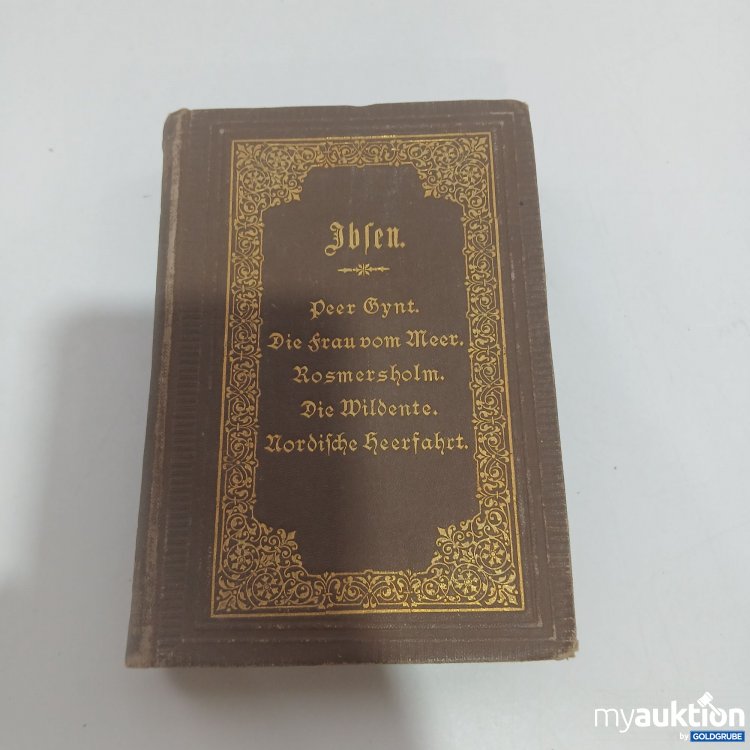 Ibsen.
Peer Gynt.
Die Frau vom Meer.
Rosmersholm.
Die Wildente.
Nordische Heerfahrt.
myauktion
by GOLDGRUBE